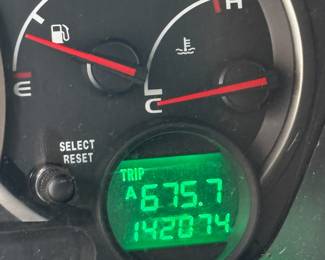 H
E
C
SELECT
RESET
TRIP
A 675.7
142074